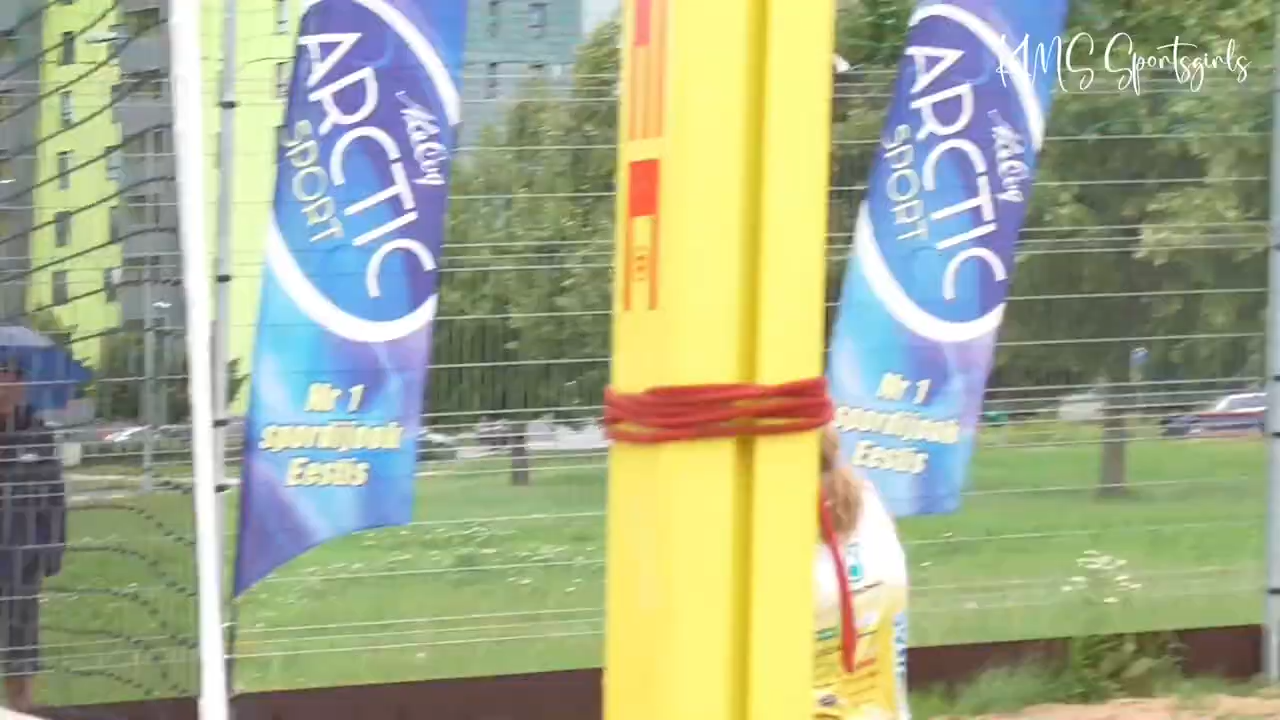 KMS Sportsgirls
ARCTIC
SPORT
Nr 1
spordijook
Eestis
ARCTIC
SPORT
Nr 1
spordijook
Eestis